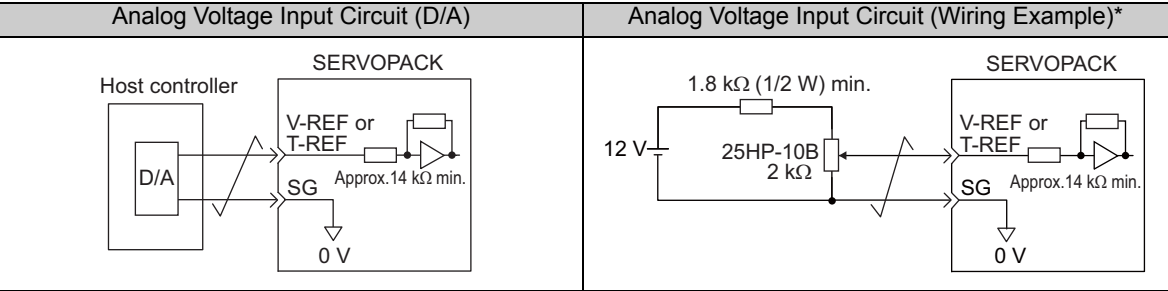 Analog Voltage Input Circuit (D/A)
Analog Voltage Input Circuit (Wiring Example)*
SERVOPACK
Host controller
V-REF or
T-REF
D/A
Approx.14 kΩ min.
SG
0 V
SERVOPACK
1.8 kΩ (1/2 W) min.
V-REF or
T-REF
12 V
25HP-10B
2 kΩ
Approx.14 kΩ min.
SG
0 V